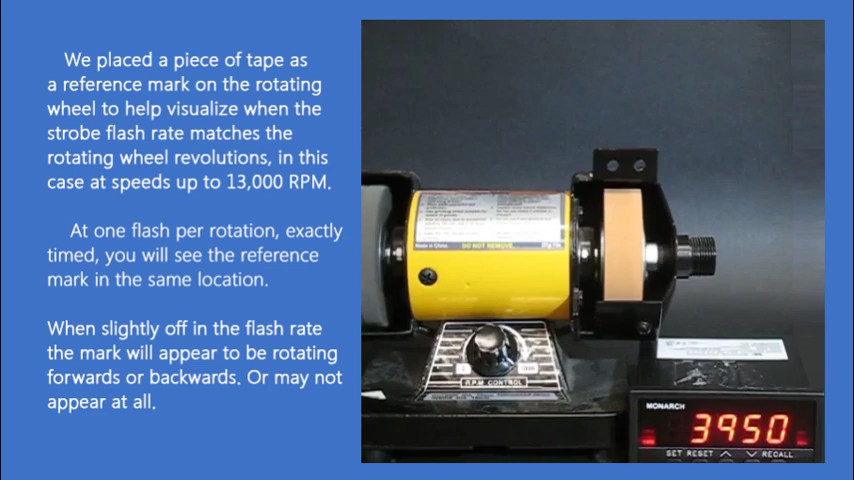 We placed a piece of tape as
a reference mark on the rotating
wheel to help visualize when the
strobe flash rate matches the
rotating wheel revolutions, in this
case at speeds up to 13,000 RPM.
At one flash per rotation, exactly
timed, you will see the reference
mark in the same location.
When slightly off in the flash rate
the mark will appear to be rotating
forwards or backwards. Or may not
appear at all.
Made in China.
DO NOT REMOVE
R.P.M CONTROL
MONARCH
3950
SET RESET RECALL